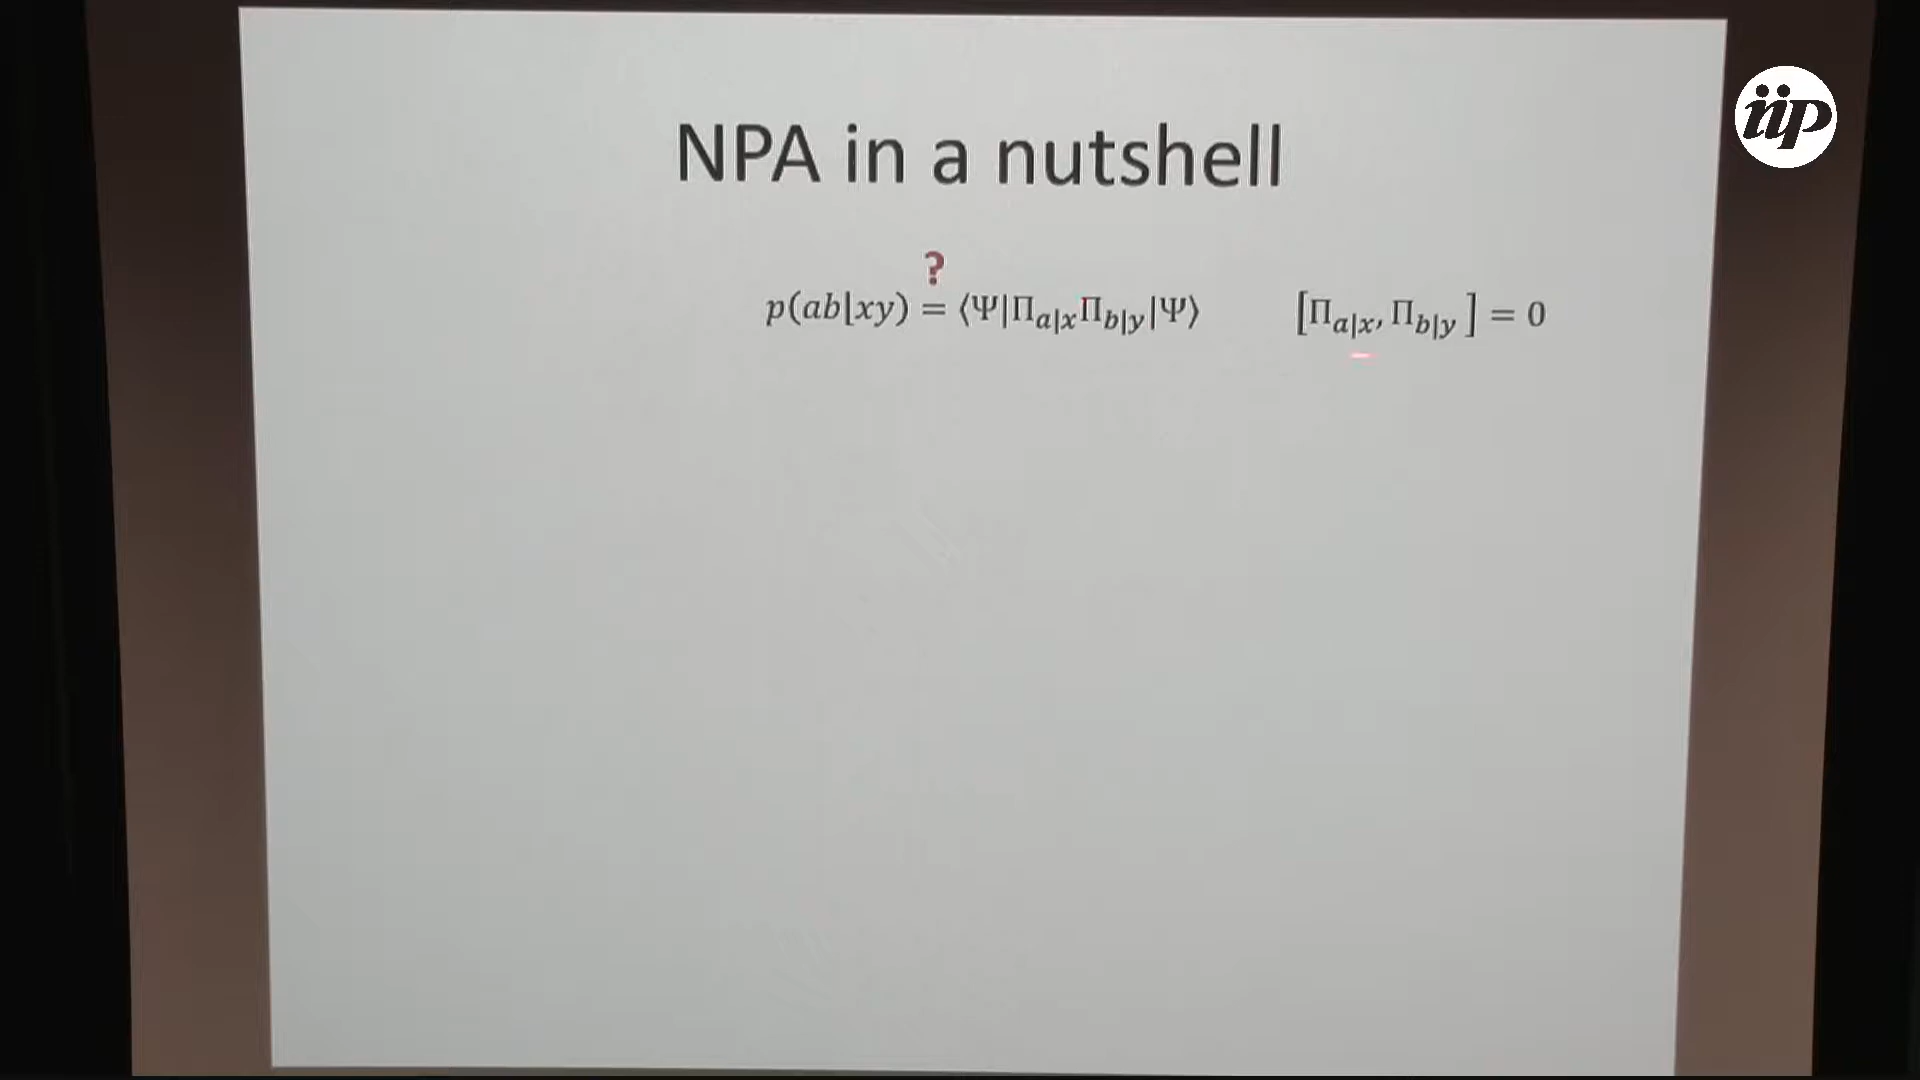 iip
NPA in a nutshell
?
p(ab|xy) = ⟨Ψ|Π_{a|x}Π_{b|y}|Ψ⟩ [Π_{a|x}, Π_{b|y}] = 0